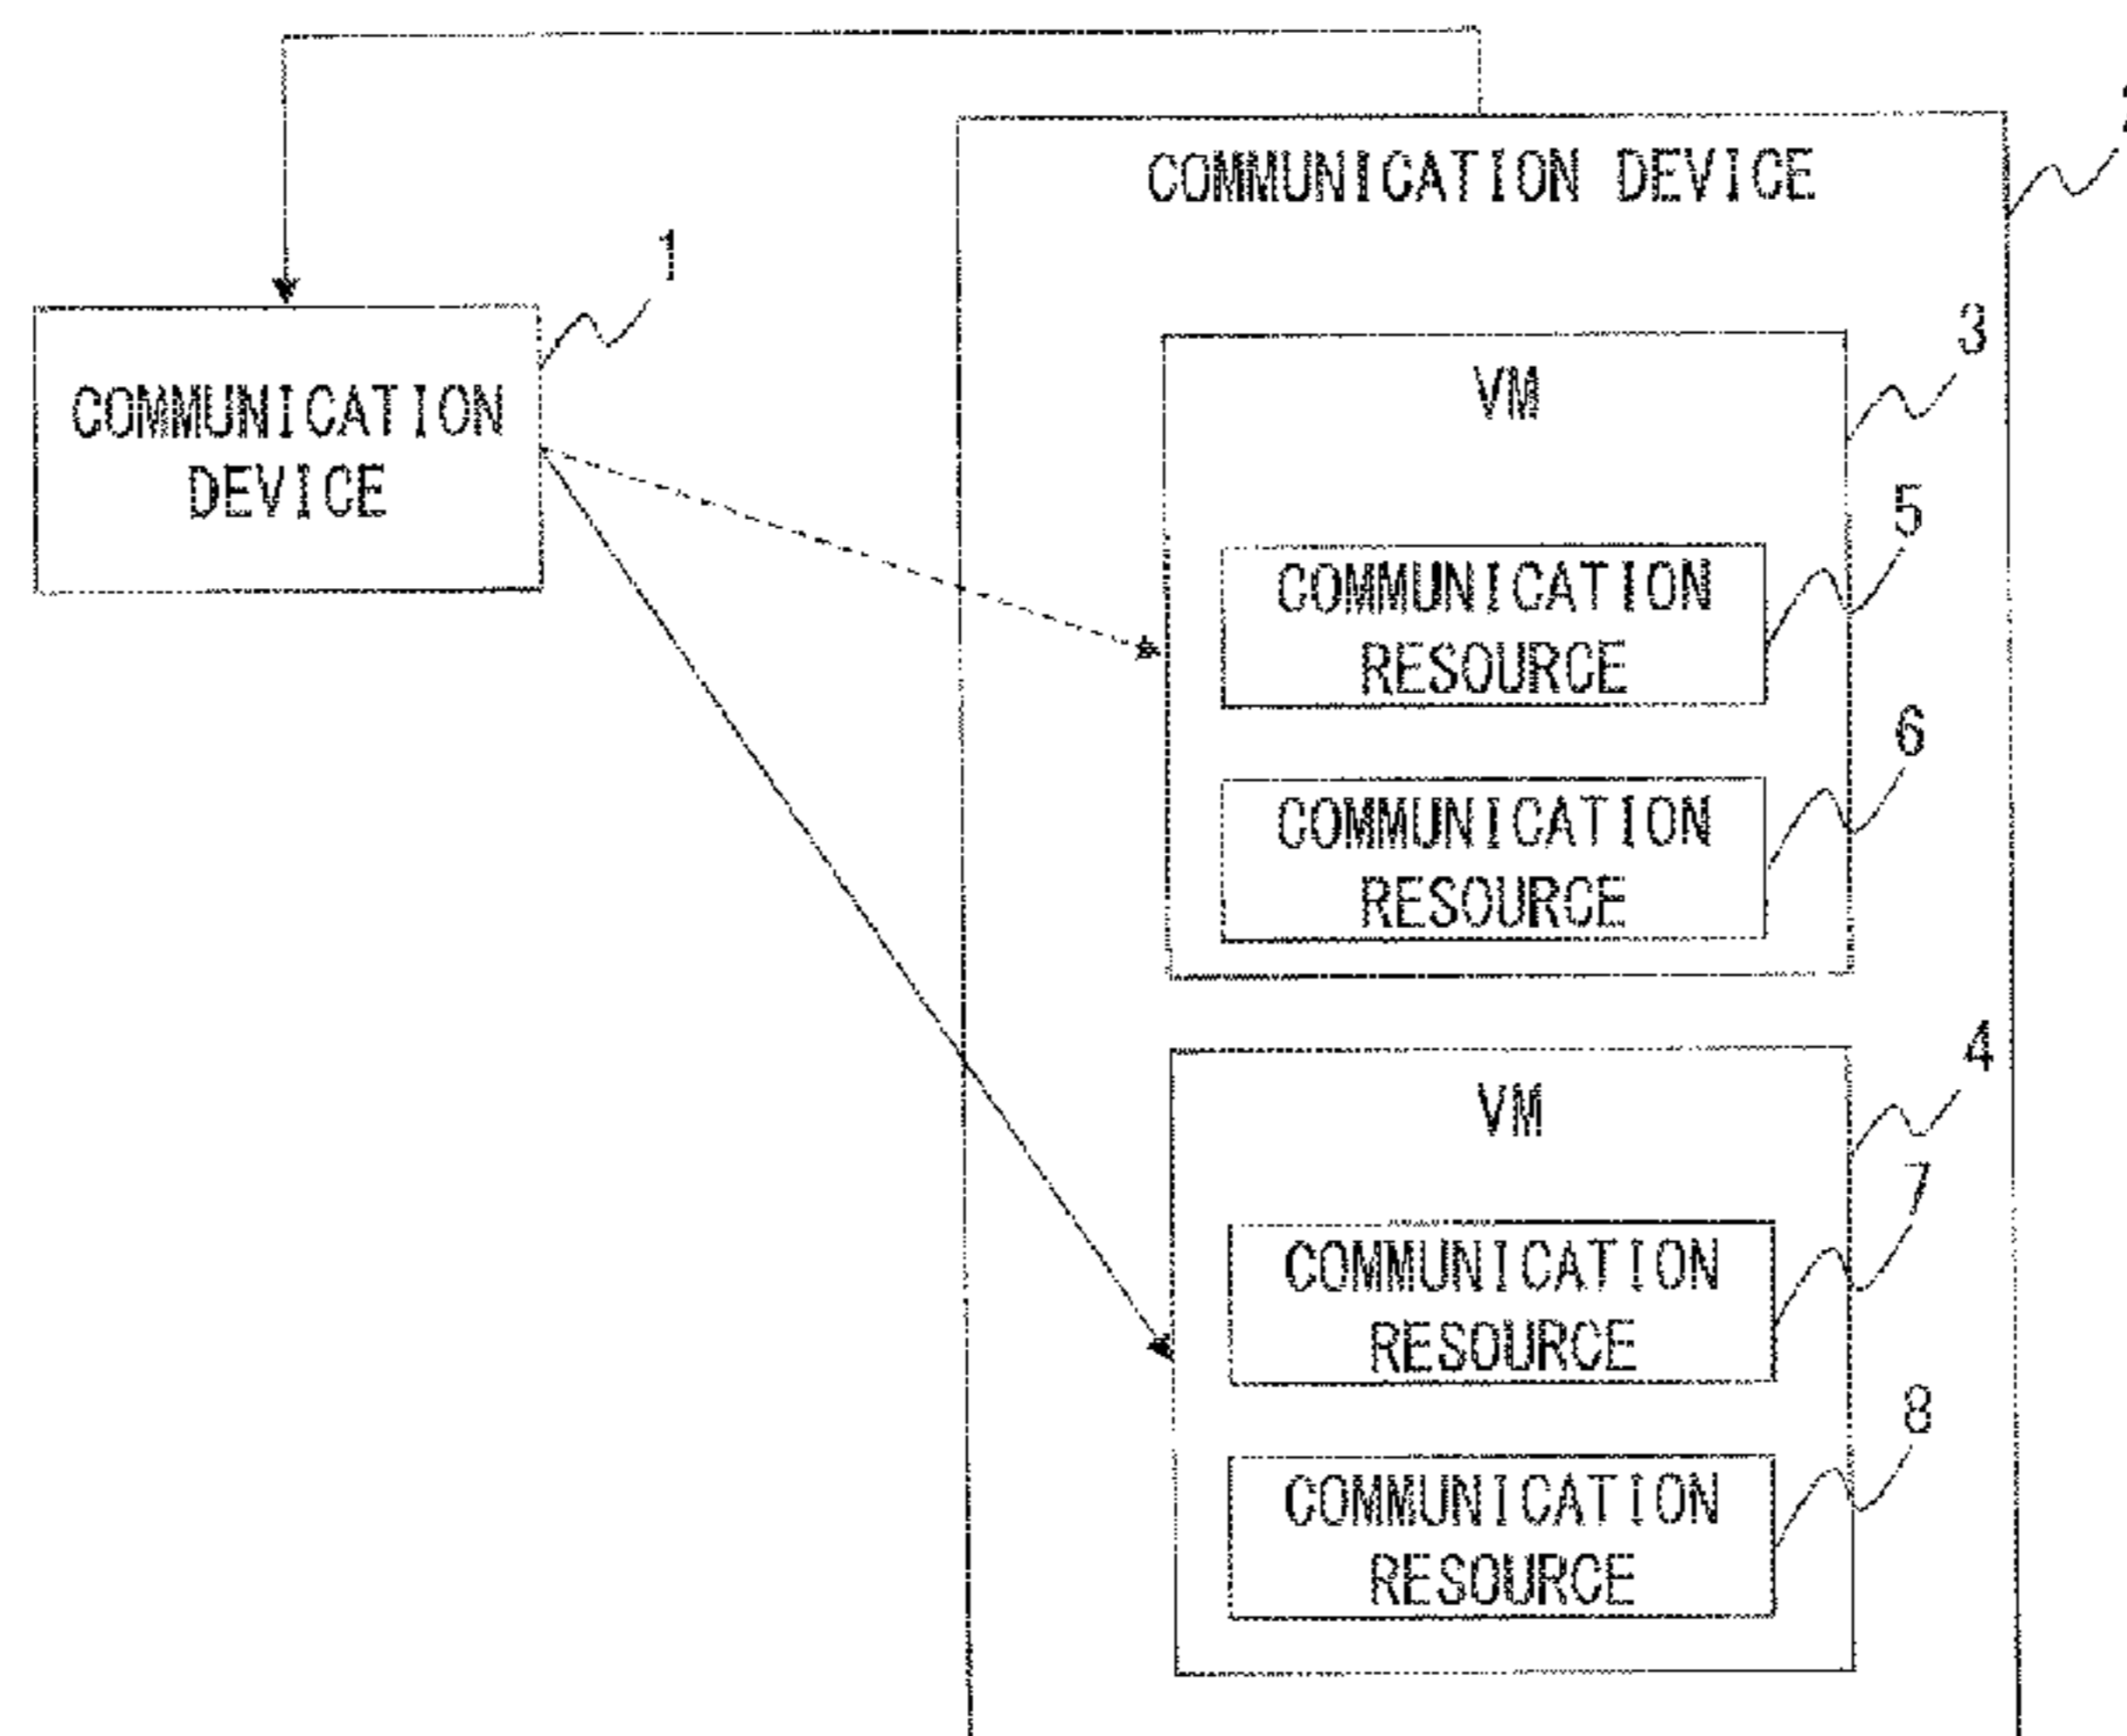 COMMUNICATION DEVICE
1
3
VM
COMMUNICATION
DEVICE
5
COMMUNICATION
RESOURCE
6
COMMUNICATION
RESOURCE
4
VM
7
COMMUNICATION
RESOURCE
8
COMMUNICATION
RESOURCE